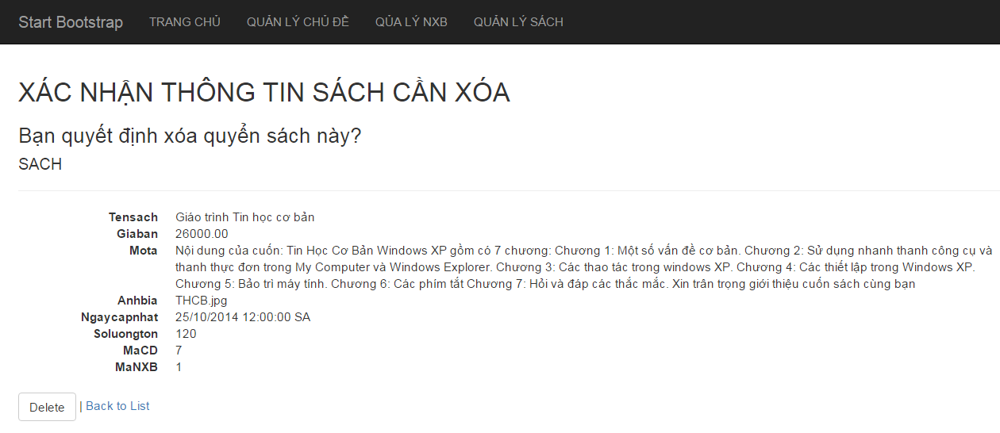 Start Bootstrap TRANG CHỦ QUẢN LÝ CHỦ ĐỀ QỦA LÝ NXB QUẢN LÝ SÁCH
XÁC NHẬN THÔNG TIN SÁCH CẦN XÓA
Bạn quyết định xóa quyển sách này?
SACH
Tensach Giáo trình Tin học cơ bản
Giaban 26000.00
Mota Nội dung của cuốn: Tin Học Cơ Bản Windows XP gồm có 7 chương: Chương 1: Một số vấn đề cơ bản. Chương 2: Sử dụng nhanh thanh công cụ và
thanh thực đơn trong My Computer và Windows Explorer. Chương 3: Các thao tác trong windows XP. Chương 4: Các thiết lập trong Windows XP.
Chương 5: Bảo trì máy tính. Chương 6: Các phím tắt Chương 7: Hỏi và đáp các thắc mắc. Xin trân trọng giới thiệu cuốn sách cùng bạn
Anhbia THCB.jpg
Ngaycapnhat 25/10/2014 12:00:00 SA
Soluongton 120
MaCD 7
MaNXB 1
Delete | Back to List